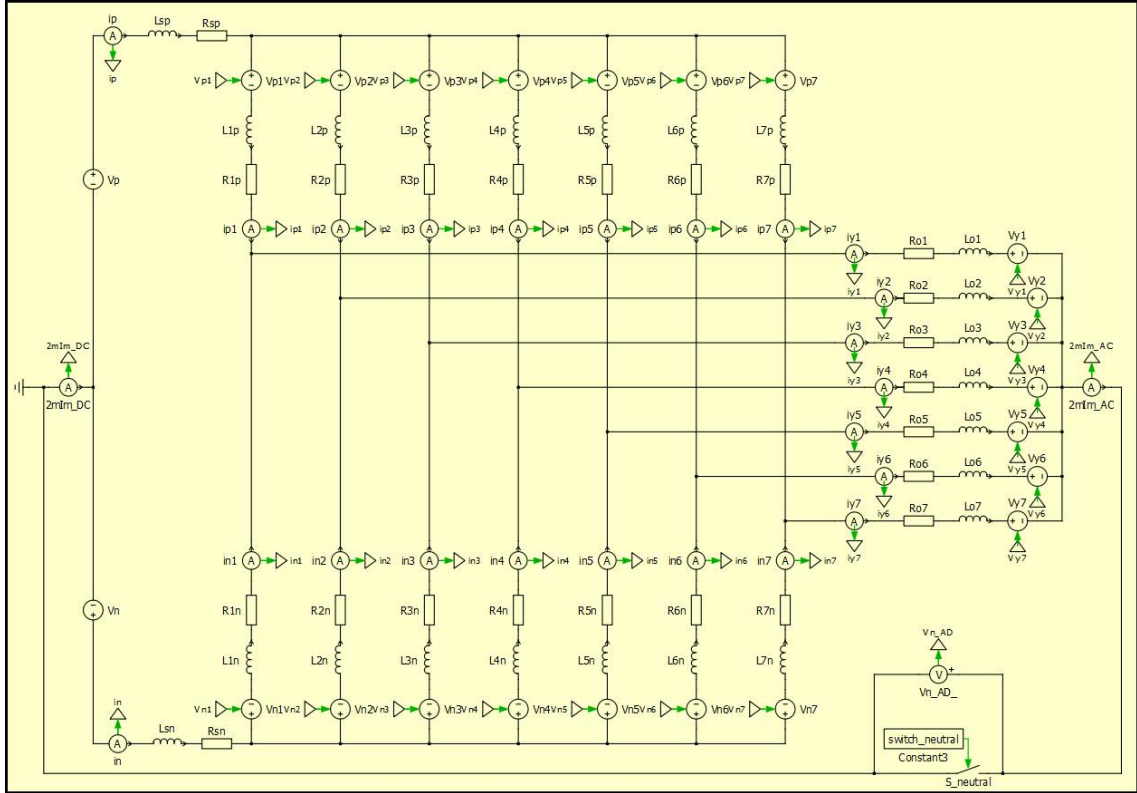 ip Lsp Rsp
A
ip
Vp1 Vp1 Vp2 Vp2 Vp3 Vp3 Vp4 Vp4 Vp5 Vp5 Vp6 Vp6 Vp7 Vp7
L1p L2p L3p L4p L5p L6p L7p
Vp R1p R2p R3p R4p R5p R6p R7p
ip1 A ip1 ip2 A ip2 ip3 A ip3 ip4 A ip4 ip5 A ip5 ip6 A ip6 ip7 A ip7
iy1 A Ro1 Lo1 Vy1
iy1 iy2 A Ro2 Lo2 Vy1 Vy2
iy3 A iy2 Ro3 Lo3 Vy3 Vy2
2mIm_DC A 2mIm_DC
iy3 iy4 A Ro4 Lo4 Vy3 Vy4
2mIm_AC A 2mIm_AC
iy5 A iy4 Ro5 Lo5 Vy5 Vy4
iy5 iy6 A Ro6 Lo6 Vy5 Vy6
iy7 A iy6 Ro7 Lo7 Vy7 Vy6
iy7 Vy7
in1 A in1 in2 A in2 in3 A in3 in4 A in4 in5 A in5 in6 A in6 in7 A in7
Vn R1n R2n R3n R4n R5n R6n R7n
L1n L2n L3n L4n L5n L6n L7n
Vn_AD
V +
Vn_AD_
in Vn1 Vn1 Vn2 Vn2 Vn3 Vn3 Vn4 Vn4 Vn5 Vn5 Vn6 Vn6 Vn7 Vn7
A Lsn Rsn
in
switch_neutral
Constant3
S_neutral